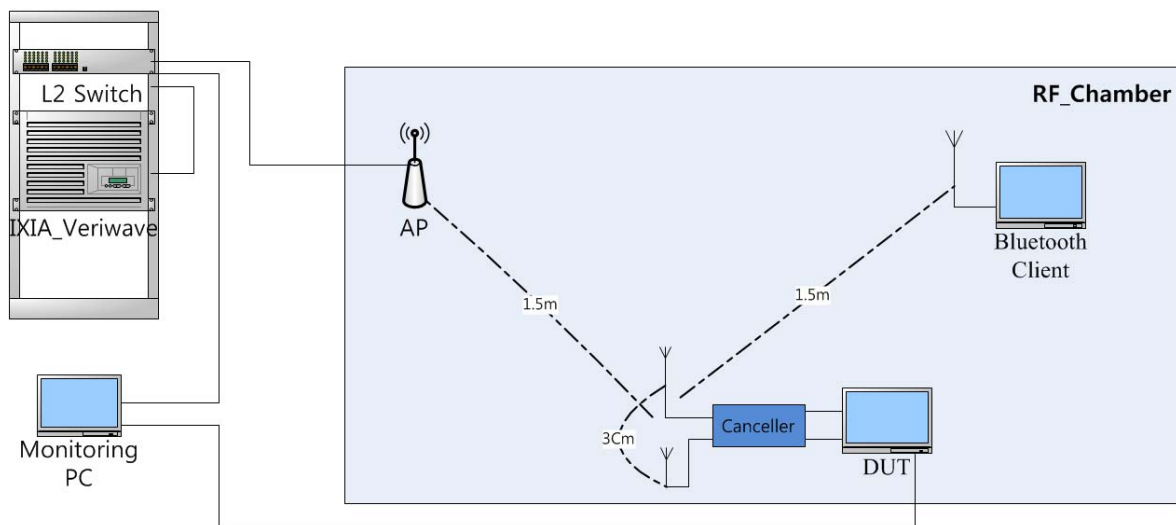 L2 Switch
IXIA_Veriwave
Monitoring
PC
RF_Chamber
AP
Bluetooth
Client
1.5m
1.5m
3Cm
Canceller
DUT